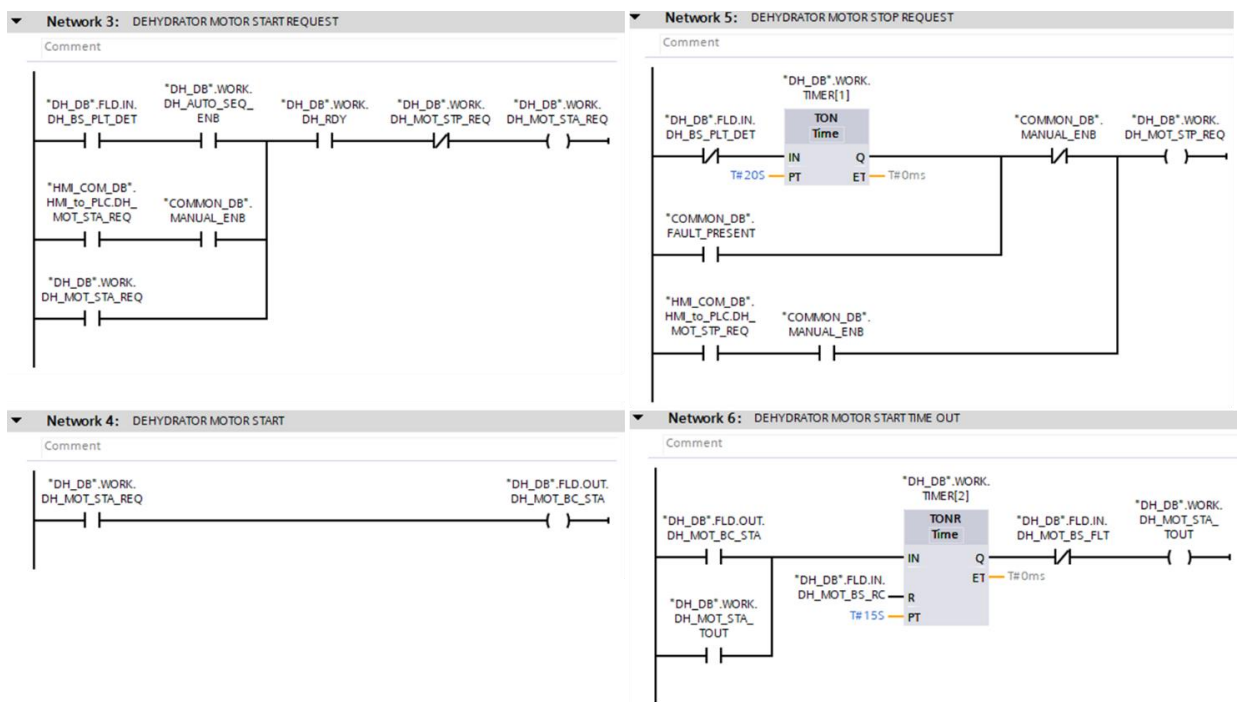 Network 3: DEHYDRATOR MOTOR START REQUEST
Comment
"DH_DB".FLD.IN.
DH_BS_PLT_DET
"DH_DB".WORK.
DH_AUTO_SEQ_
ENB
"DH_DB".WORK.
DH_RDY
"DH_DB".WORK.
DH_MOT_STP_REQ
"DH_DB".WORK.
DH_MOT_STA_REQ
"HMI_COM_DB".
HMI_to_PLC.DH_
MOT_STA_REQ
"COMMON_DB".
MANUAL_ENB
"DH_DB".WORK.
DH_MOT_STA_REQ
Network 4: DEHYDRATOR MOTOR START
Comment
"DH_DB".WORK.
DH_MOT_STA_REQ
"DH_DB".FLD.OUT.
DH_MOT_BC_STA
Network 5: DEHYDRATOR MOTOR STOP REQUEST
Comment
"DH_DB".FLD.IN.
DH_BS_PLT_DET
"DH_DB".WORK.
TIMER[1]
TON
Time
IN Q
T#20S PT ET T#0ms
"COMMON_DB".
MANUAL_ENB
"DH_DB".WORK.
DH_MOT_STP_REQ
"COMMON_DB".
FAULT_PRESENT
"HMI_COM_DB".
HMI_to_PLC.DH_
MOT_STP_REQ
"COMMON_DB".
MANUAL_ENB
Network 6: DEHYDRATOR MOTOR START TIME OUT
Comment
"DH_DB".FLD.OUT.
DH_MOT_BC_STA
"DH_DB".WORK.
TIMER[2]
TONR
Time
IN Q
ET T#0ms
"DH_DB".FLD.IN.
DH_MOT_BS_RC R
T#15S PT
"DH_DB".FLD.IN.
DH_MOT_BS_FLT
"DH_DB".WORK.
DH_MOT_STA_
TOUT
"DH_DB".WORK.
DH_MOT_STA_
TOUT